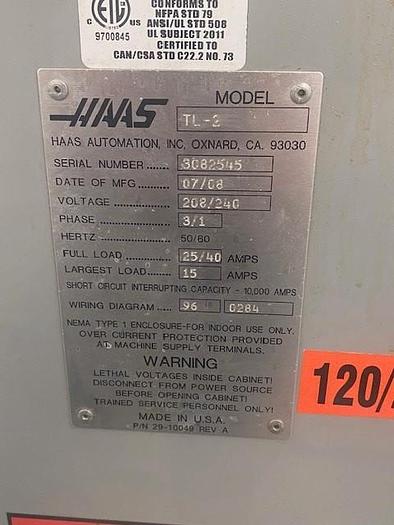 CONFORMS TO
NFPA STD 79
ANSI/UL STD 508
UL SUBJECT 2011
CERTIFIED TO
CAN/CSA STD C22.2 NO. 73
C ETL US
9700845
HAAS
MODEL
TL-2
HAAS AUTOMATION, INC, OXNARD, CA. 93030
SERIAL NUMBER ..... 3082545
DATE OF MFG ...... 07/08
VOLTAGE ............ 208/240
PHASE ............... 3/1
HERTZ ............... 50/60
FULL LOAD ......... 25/40 AMPS
LARGEST LOAD .... 15 AMPS
SHORT CIRCUIT INTERRUPTING CAPACITY - 10,000 AMPS
WIRING DIAGRAM ..... 96 0284
NEMA TYPE 1 ENCLOSURE-FOR INDOOR USE ONLY.
OVER CURRENT PROTECTION PROVIDED
AT MACHINE SUPPLY TERMINALS.
WARNING
LETHAL VOLTAGES INSIDE CABINET!
DISCONNECT FROM POWER SOURCE
BEFORE OPENING CABINET!
TRAINED SERVICE PERSONNEL ONLY!
MADE IN U.S.A.
P/N 29-10049 REV A
120/